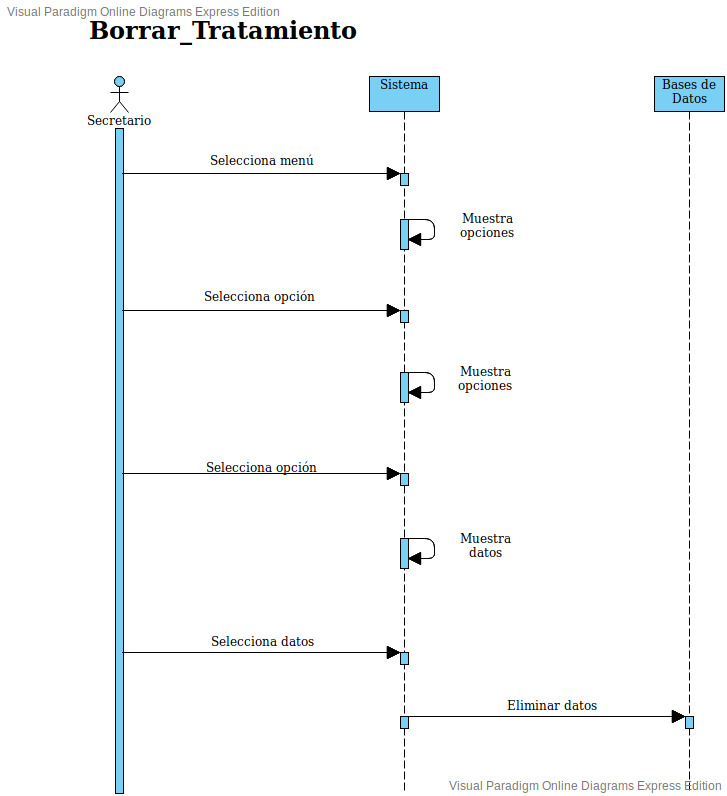 Visual Paradigm Online Diagrams Express Edition
Borrar_Tratamiento
Secretario
Sistema
Bases de
Datos
Selecciona menú
Muestra
opciones
Selecciona opción
Muestra
opciones
Selecciona opción
Muestra
datos
Selecciona datos
Eliminar datos
Visual Paradigm Online Diagrams Express Edition